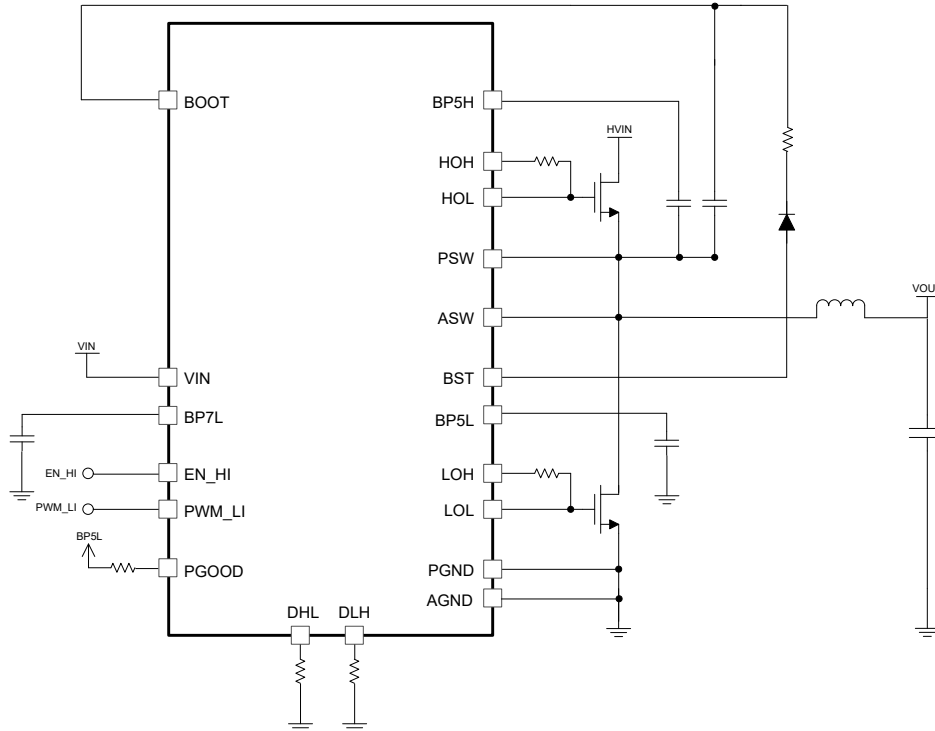 BOOT
BP5H
HVIN
HOH
HOL
PSW
ASW
VOU
VIN
VIN
BST
BP7L
BP5L
EN_HI
EN_HI
LOH
PWM_LI
PWM_LI
LOL
BP5L
PGOOD
PGND
AGND
DHL
DLH